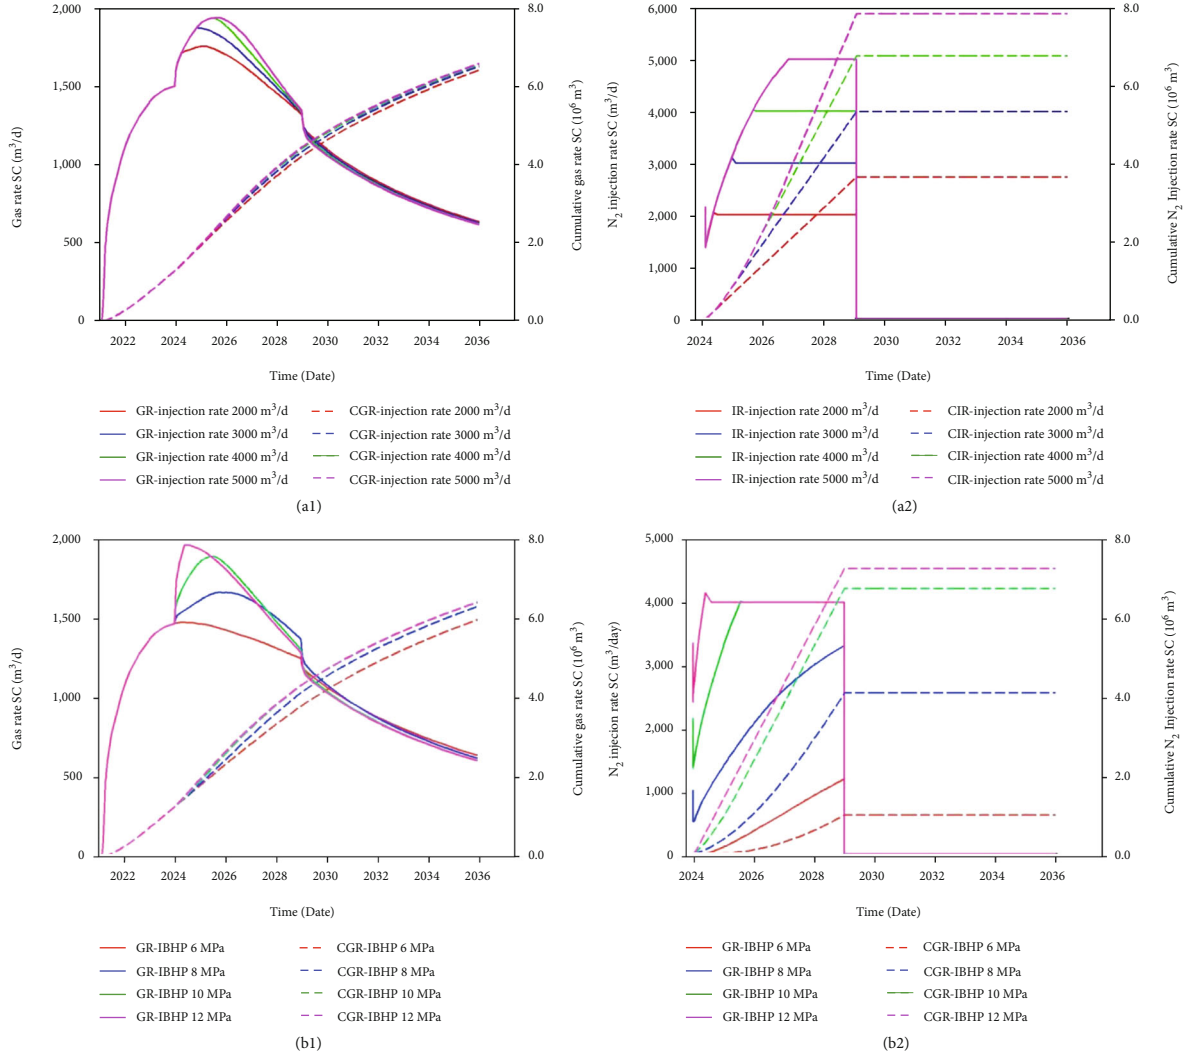 2,000
1,500
1,000
500
0
Gas rate SC (m³/d)
8.0
6.0
4.0
2.0
0.0
Cumulative gas rate SC (10⁶ m³)
2022 2024 2026 2028 2030 2032 2034 2036
Time (Date)
GR-injection rate 2000 m³/d CGR-injection rate 2000 m³/d
GR-injection rate 3000 m³/d CGR-injection rate 3000 m³/d
GR-injection rate 4000 m³/d CGR-injection rate 4000 m³/d
GR-injection rate 5000 m³/d CGR-injection rate 5000 m³/d
(a1)
6,000
5,000
4,000
3,000
2,000
1,000
0
N₂ injection rate SC (m³/d)
8.0
6.0
4.0
2.0
0.0
Cumulative N₂ Injection rate SC (10⁶ m³)
2024 2026 2028 2030 2032 2034 2036
Time (Date)
IR-injection rate 2000 m³/d CIR-injection rate 2000 m³/d
IR-injection rate 3000 m³/d CIR-injection rate 3000 m³/d
IR-injection rate 4000 m³/d CIR-injection rate 4000 m³/d
IR-injection rate 5000 m³/d CIR-injection rate 5000 m³/d
(a2)
2,000
1,500
1,000
500
0
Gas rate SC (m³/d)
8.0
6.0
4.0
2.0
0.0
Cumulative gas rate SC (10⁶ m³)
2022 2024 2026 2028 2030 2032 2034 2036
Time (Date)
GR-IBHP 6 MPa CGR-IBHP 6 MPa
GR-IBHP 8 MPa CGR-IBHP 8 MPa
GR-IBHP 10 MPa CGR-IBHP 10 MPa
GR-IBHP 12 MPa CGR-IBHP 12 MPa
(b1)
5,000
4,000
3,000
2,000
1,000
0
N₂ injecion rate SC (m³/day)
8.0
6.0
4.0
2.0
0.0
Cumulative N₂ Injection rate SC (10⁶ m³)
2024 2026 2028 2030 2032 2034 2036
Time (Date)
GR-IBHP 6 MPa CGR-IBHP 6 MPa
GR-IBHP 8 MPa CGR-IBHP 8 MPa
GR-IBHP 10 MPa CGR-IBHP 10 MPa
GR-IBHP 12 MPa CGR-IBHP 12 MPa
(b2)